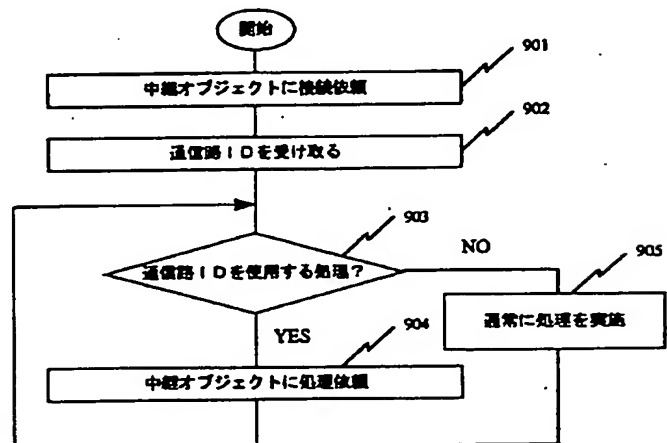 開始
901
中継オブジェクトに接続依頼
902
通信路IDを受け取る
903
通信路IDを使用する処理?
NO
905
通常に処理を実施
YES
904
中継オブジェクトに処理依頼